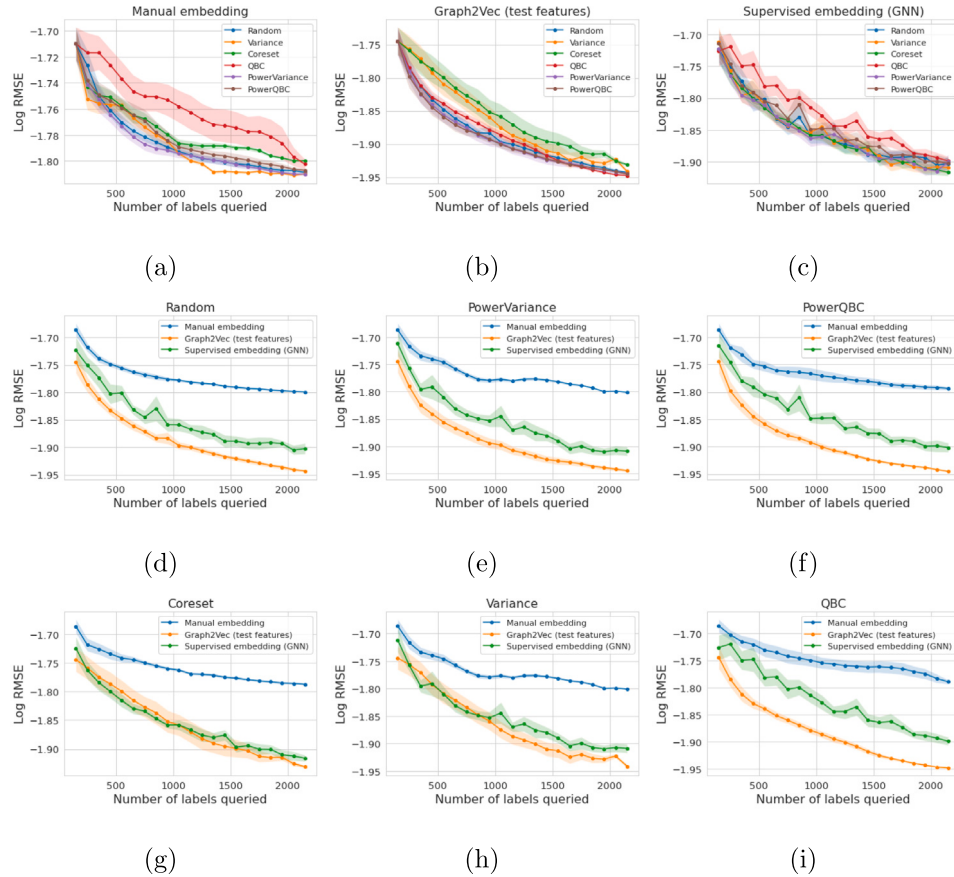 Manual embedding
Log RMSE
−1.70
−1.72
−1.74
−1.76
−1.78
−1.80
Random
Variance
Coreset
QBC
PowerVariance
PowerQBC
500 1000 1500 2000
Number of labels queried
(a)
Graph2Vec (test features)
Log RMSE
−1.75
−1.80
−1.85
−1.90
−1.95
Random
Variance
Coreset
QBC
PowerVariance
PowerQBC
500 1000 1500 2000
Number of labels queried
(b)
Supervised embedding (GNN)
Log RMSE
−1.70
−1.75
−1.80
−1.85
−1.90
Random
Variance
Coreset
QBC
PowerVariance
PowerQBC
500 1000 1500 2000
Number of labels queried
(c)
Random
Log RMSE
−1.70
−1.75
−1.80
−1.85
−1.90
−1.95
Manual embedding
Graph2Vec (test features)
Supervised embedding (GNN)
500 1000 1500 2000
Number of labels queried
(d)
PowerVariance
Log RMSE
−1.70
−1.75
−1.80
−1.85
−1.90
−1.95
Manual embedding
Graph2Vec (test features)
Supervised embedding (GNN)
500 1000 1500 2000
Number of labels queried
(e)
PowerQBC
Log RMSE
−1.70
−1.75
−1.80
−1.85
−1.90
−1.95
Manual embedding
Graph2Vec (test features)
Supervised embedding (GNN)
500 1000 1500 2000
Number of labels queried
(f)
Coreset
Log RMSE
−1.70
−1.75
−1.80
−1.85
−1.90
Manual embedding
Graph2Vec (test features)
Supervised embedding (GNN)
500 1000 1500 2000
Number of labels queried
(g)
Variance
Log RMSE
−1.70
−1.75
−1.80
−1.85
−1.90
−1.95
Manual embedding
Graph2Vec (test features)
Supervised embedding (GNN)
500 1000 1500 2000
Number of labels queried
(h)
QBC
Log RMSE
−1.70
−1.75
−1.80
−1.85
−1.90
−1.95
Manual embedding
Graph2Vec (test features)
Supervised embedding (GNN)
500 1000 1500 2000
Number of labels queried
(i)